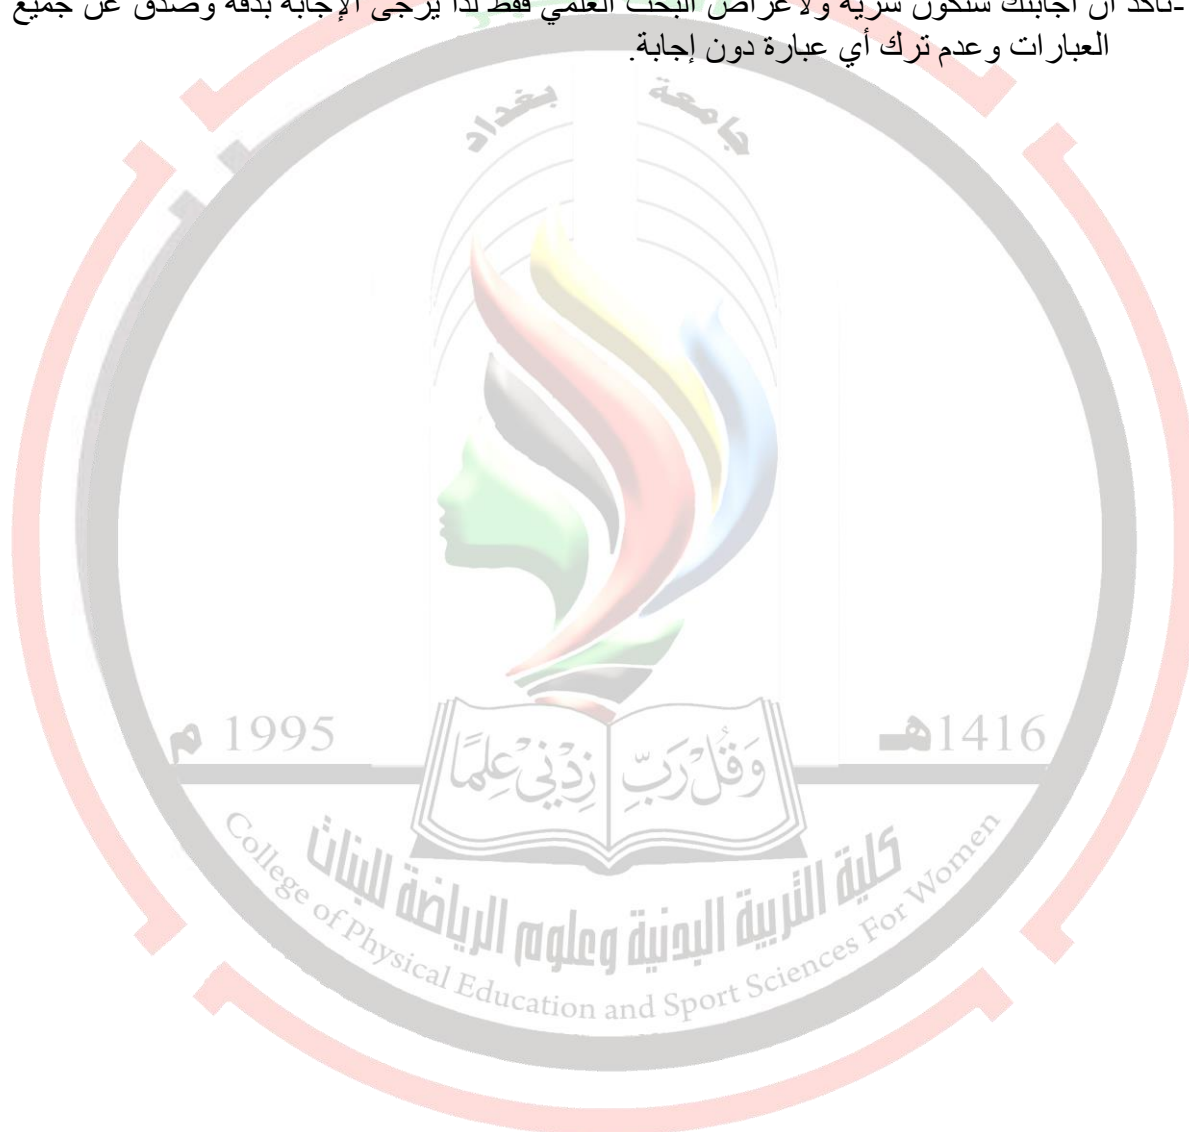 -تأكد أن اجابتك ستكون سرية ولأغراض البحث العلمي فقط لذا يرجى الإجابة بدقة وصدق عن جميع
العبارات وعدم ترك أي عبارة دون إجابة.
جامعة بغداد
1416هـ 1995 م
وَقُلْ رَبِّ زِدْنِي عِلْمًا
كلية التربية البدنية وعلوم الرياضة للبنات
College of Physical Education and Sport Sciences For Women